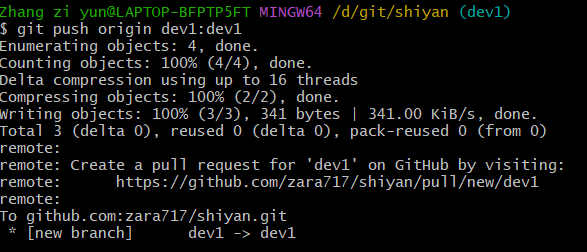 Zhang zi yun@LAPTOP-BFPTP5FT MINGW64 /d/git/shiyan (dev1)
$ git push origin dev1:dev1
Enumerating objects: 4, done.
Counting objects: 100% (4/4), done.
Delta compression using up to 16 threads
Compressing objects: 100% (2/2), done.
Writing objects: 100% (3/3), 341 bytes | 341.00 KiB/s, done.
Total 3 (delta 0), reused 0 (delta 0), pack-reused 0 (from 0)
remote:
remote: Create a pull request for 'dev1' on GitHub by visiting:
remote:      https://github.com/zara717/shiyan/pull/new/dev1
remote:
To github.com:zara717/shiyan.git
 * [new branch]      dev1 -> dev1